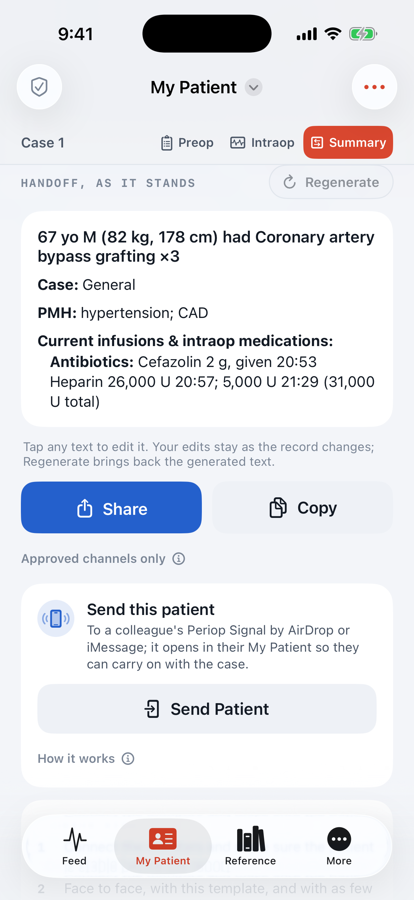 9:41
My Patient
Case 1
Preop
Intraop
Summary
HANDOFF, AS IT STANDS
Regenerate
67 yo M (82 kg, 178 cm) had Coronary artery
bypass grafting ×3
Case: General
PMH: hypertension; CAD
Current infusions & intraop medications:
Antibiotics: Cefazolin 2 g, given 20:53
Heparin 26,000 U 20:57; 5,000 U 21:29 (31,000
U total)
Tap any text to edit it. Your edits stay as the record changes;
Regenerate brings back the generated text.
Share
Copy
Approved channels only
Send this patient
To a colleague's Periop Signal by AirDrop or
iMessage; it opens in their My Patient so they
can carry on with the case.
Send Patient
How it works
Feed
My Patient
Reference
More
2 Face to face, with this template, and with as few